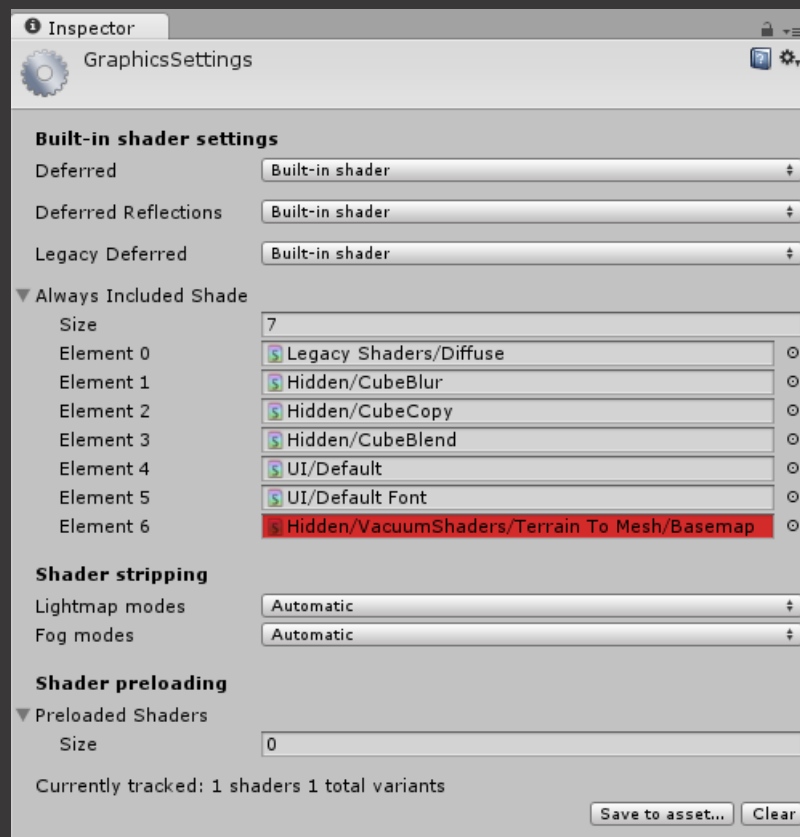 Inspector
GraphicsSettings
Built-in shader settings
Deferred Built-in shader
Deferred Reflections Built-in shader
Legacy Deferred Built-in shader
Always Included Shade
Size 7
Element 0 Legacy Shaders/Diffuse
Element 1 Hidden/CubeBlur
Element 2 Hidden/CubeCopy
Element 3 Hidden/CubeBlend
Element 4 UI/Default
Element 5 UI/Default Font
Element 6 Hidden/VacuumShaders/Terrain To Mesh/Basemap
Shader stripping
Lightmap modes Automatic
Fog modes Automatic
Shader preloading
Preloaded Shaders
Size 0
Currently tracked: 1 shaders 1 total variants
Save to asset... Clear